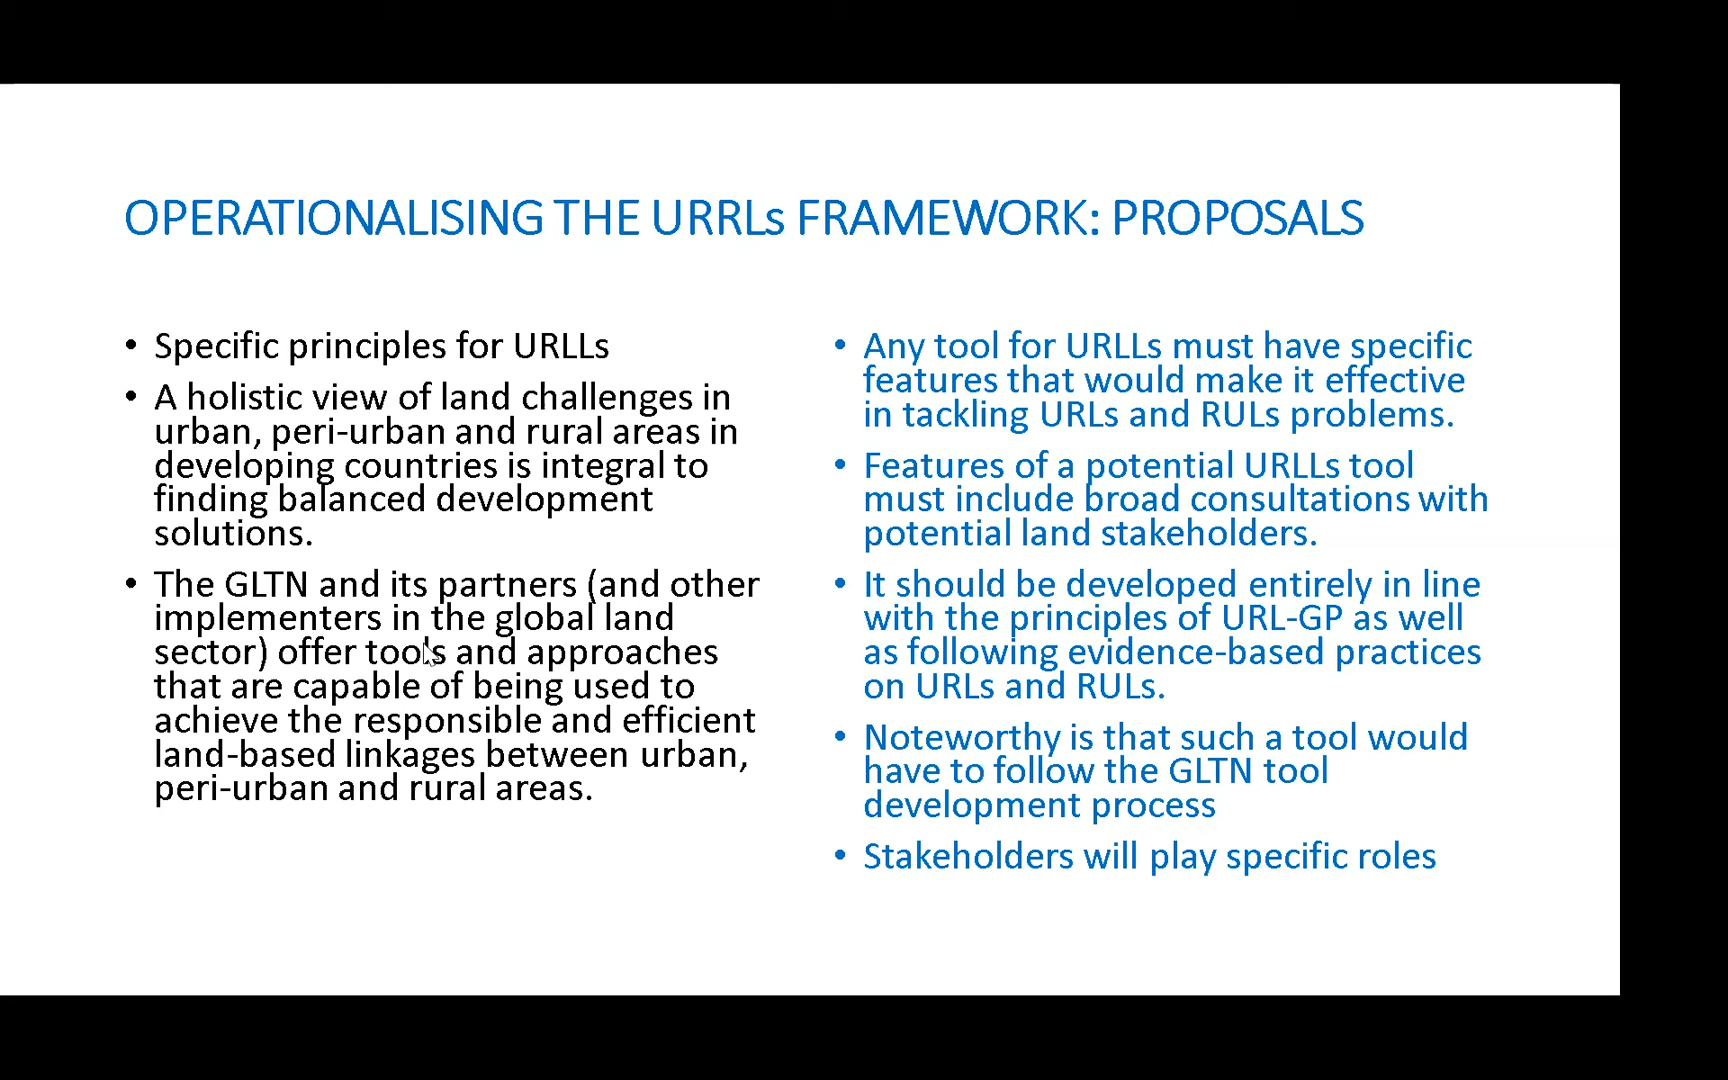 OPERATIONALISING THE URRLs FRAMEWORK: PROPOSALS
• Specific principles for URLLs
• A holistic view of land challenges in
urban, peri-urban and rural areas in
developing countries is integral to
finding balanced development
solutions.
• The GLTN and its partners (and other
implementers in the global land
sector) offer tools and approaches
that are capable of being used to
achieve the responsible and efficient
land-based linkages between urban,
peri-urban and rural areas.
• Any tool for URLLs must have specific
features that would make it effective
in tackling URLs and RULs problems.
• Features of a potential URLLs tool
must include broad consultations with
potential land stakeholders.
• It should be developed entirely in line
with the principles of URL-GP as well
as following evidence-based practices
on URLs and RULs.
• Noteworthy is that such a tool would
have to follow the GLTN tool
development process
• Stakeholders will play specific roles